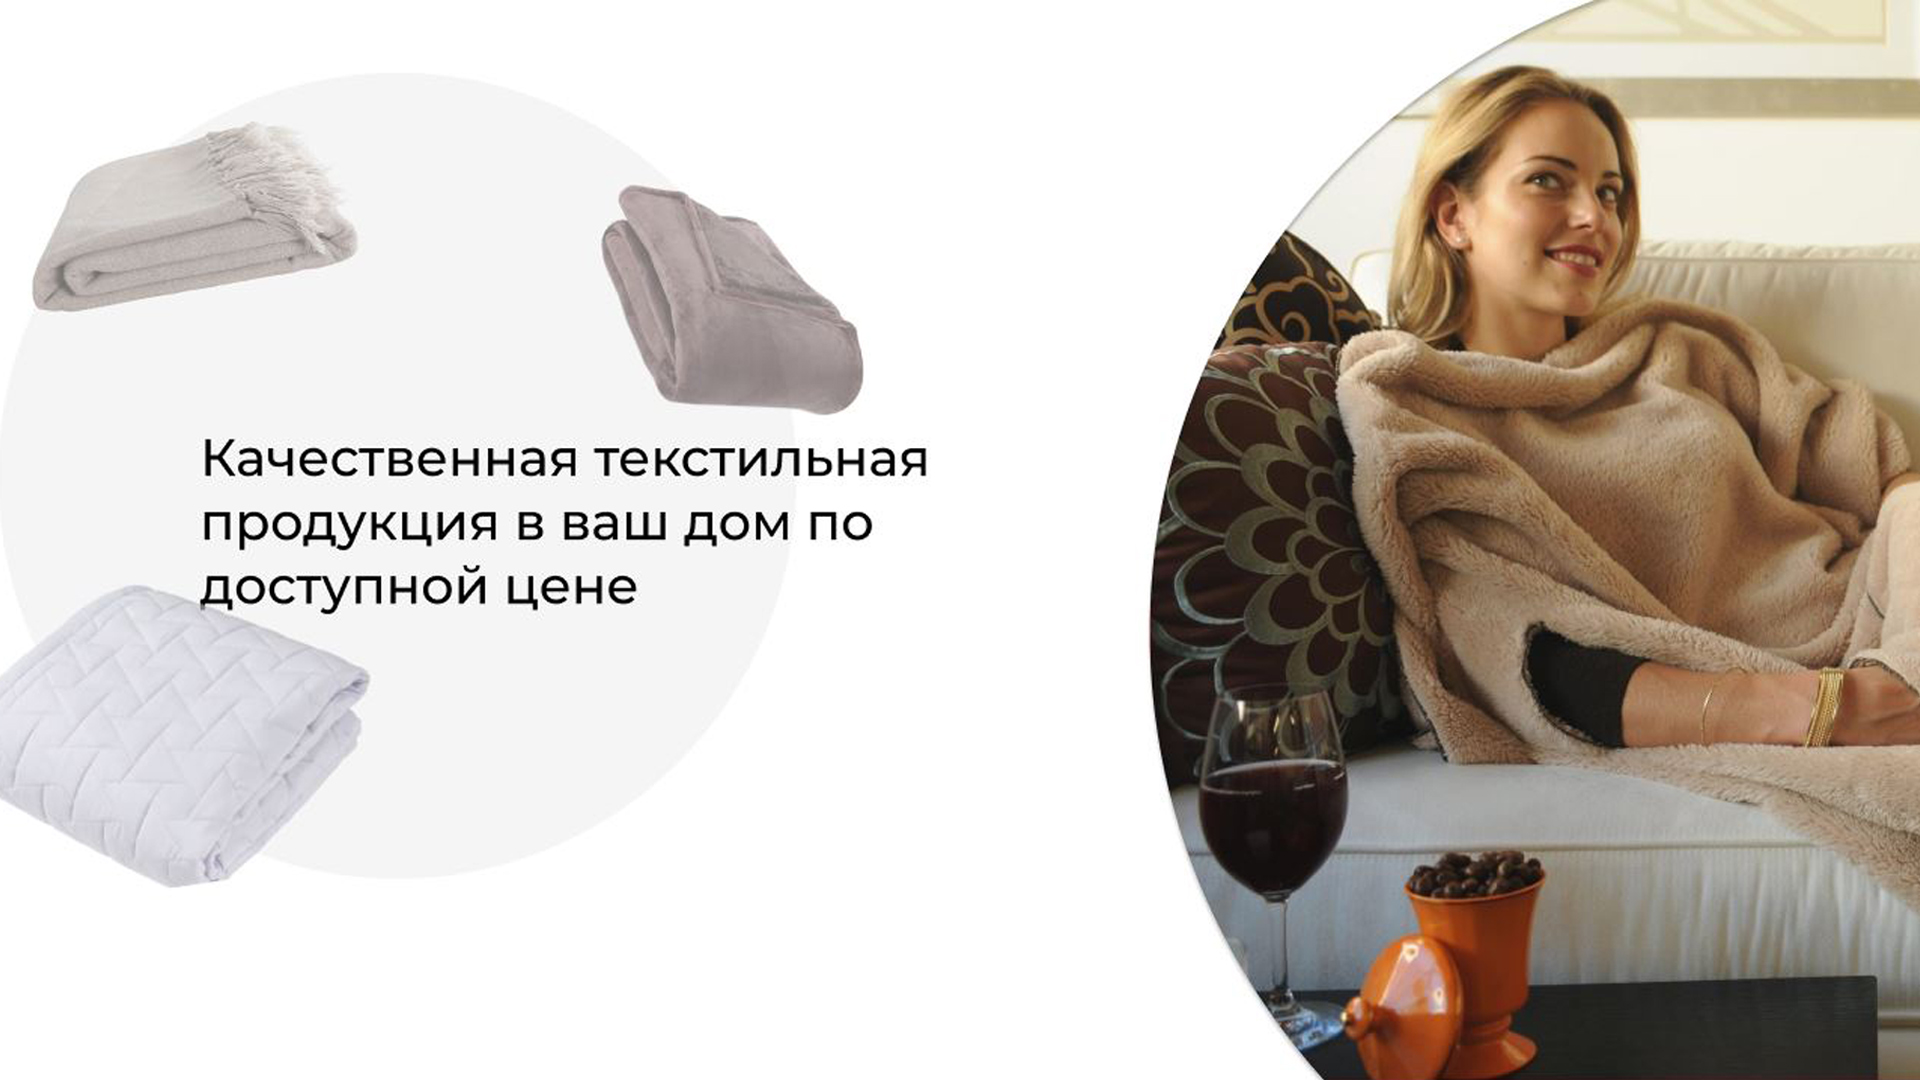 Качественная текстильная
продукция в ваш дом по
доступной цене